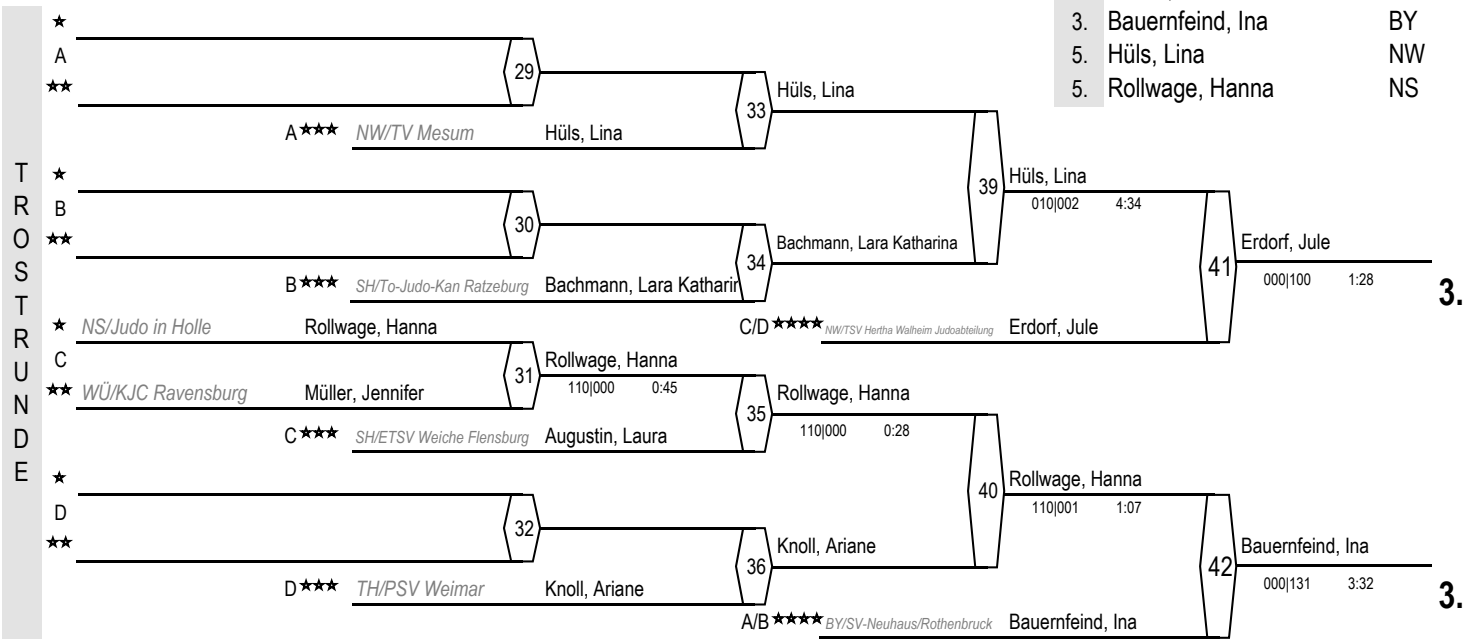 3. Bauernfeind, Ina BY
5. Hüls, Lina NW
5. Rollwage, Hanna NS
TROSTRUNDE
★
A
★★
29
A ★★★ NW/TV Mesum Hüls, Lina
33
Hüls, Lina
★
B
★★
30
B ★★★ SH/To-Judo-Kan Ratzeburg Bachmann, Lara Katharin
34
Bachmann, Lara Katharina
39
Hüls, Lina
010|002 4:34
C/D ★★★★ NW/TSV Hertha Walheim Judoabteilung Erdorf, Jule
41
Erdorf, Jule
000|100 1:28
3.
★ NS/Judo in Holle Rollwage, Hanna
C
★★ WÜ/KJC Ravensburg Müller, Jennifer
31
Rollwage, Hanna
110|000 0:45
C ★★★ SH/ETSV Weiche Flensburg Augustin, Laura
35
Rollwage, Hanna
110|000 0:28
★
D
★★
32
D ★★★ TH/PSV Weimar Knoll, Ariane
36
Knoll, Ariane
40
Rollwage, Hanna
110|001 1:07
A/B ★★★★ BY/SV-Neuhaus/Rothenbruck Bauernfeind, Ina
42
Bauernfeind, Ina
000|131 3:32
3.